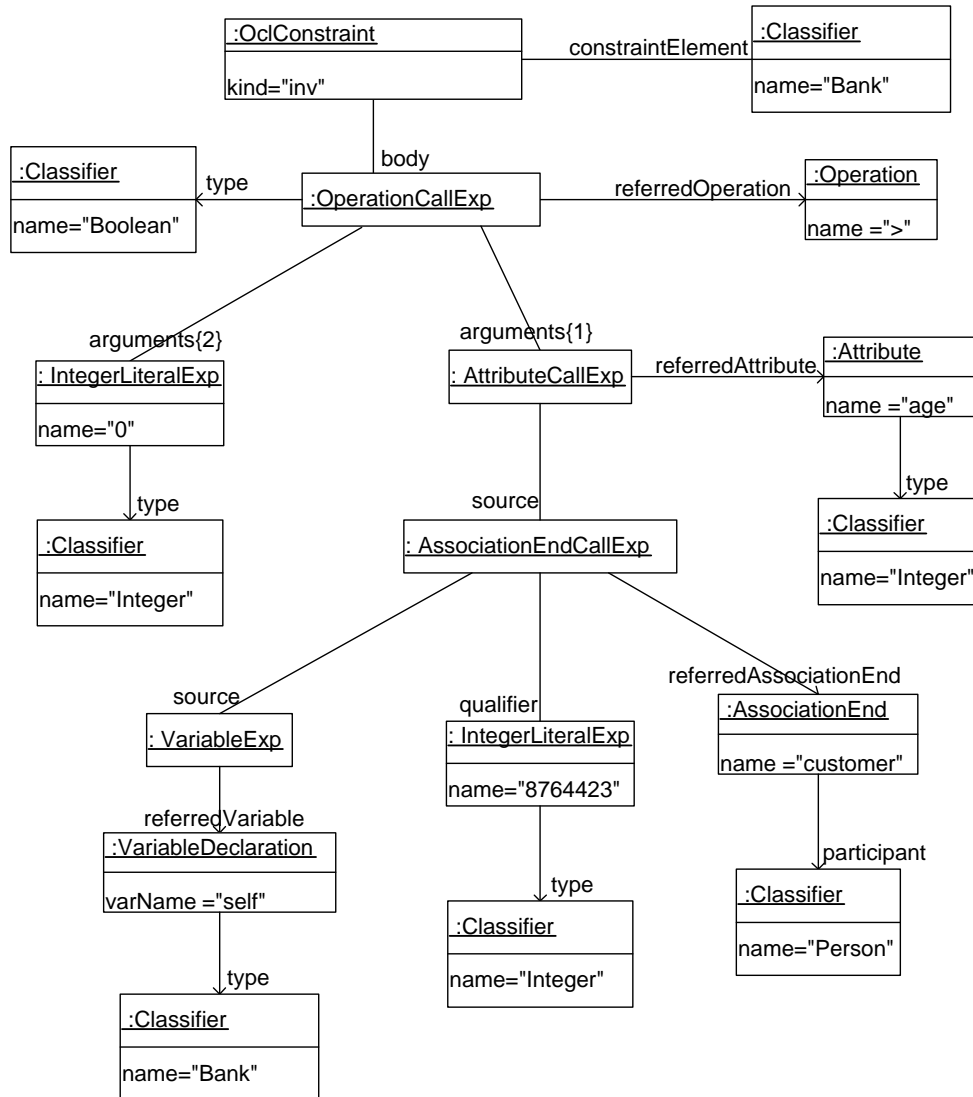 :OclConstraint
kind="inv"
constraintElement
:Classifier
name="Bank"
body
:Classifier
name="Boolean"
type
:OperationCallExp
referredOperation
:Operation
name =">"
arguments{2}
arguments{1}
: IntegerLiteralExp
name="0"
: AttributeCallExp
referredAttribute
:Attribute
name ="age"
type
type
:Classifier
name="Integer"
source
: AssociationEndCallExp
:Classifier
name="Integer"
source
qualifier
referredAssociationEnd
: VariableExp
: IntegerLiteralExp
name="8764423"
:AssociationEnd
name ="customer"
referredVariable
:VariableDeclaration
varName ="self"
type
participant
:Classifier
name="Integer"
:Classifier
name="Person"
type
:Classifier
name="Bank"